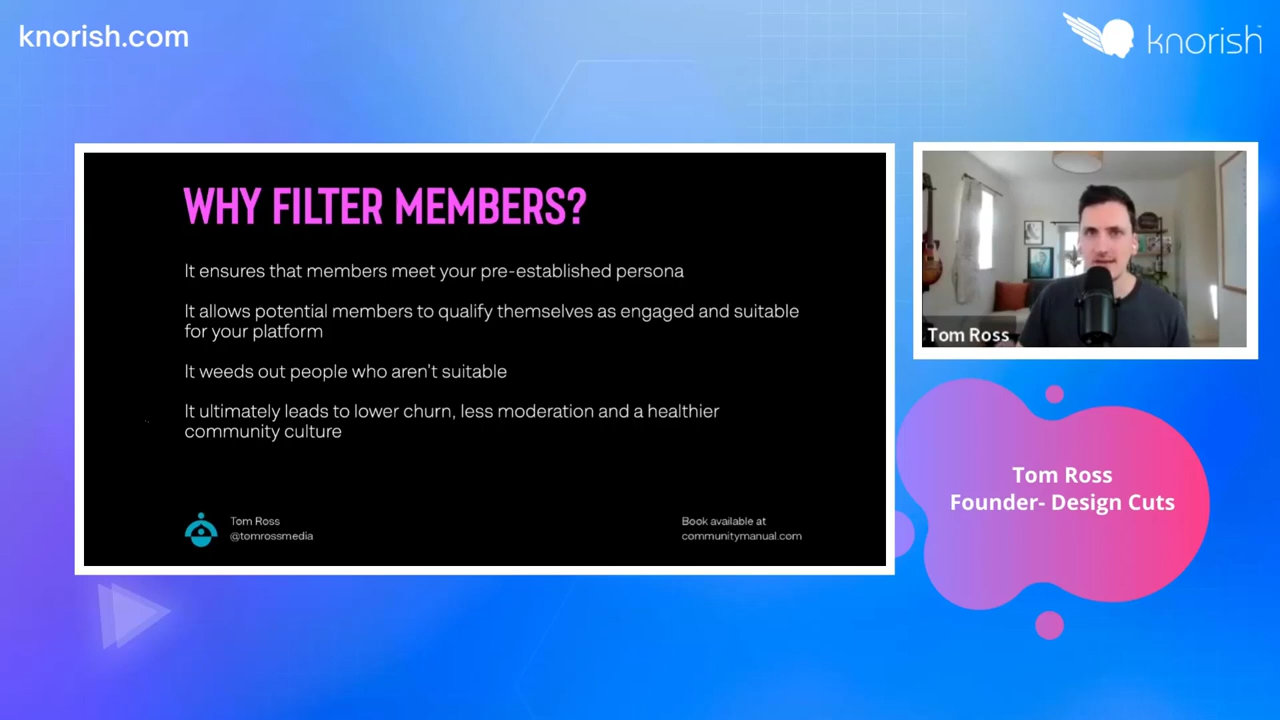 knorish.com
knorish
WHY FILTER MEMBERS?
It ensures that members meet your pre-established persona
It allows potential members to qualify themselves as engaged and suitable
for your platform
It weeds out people who aren't suitable
It ultimately leads to lower churn, less moderation and a healthier
community culture
Tom Ross
@tomrossmedia
Book available at
communitymanual.com
Tom Ross
Tom Ross
Founder- Design Cuts